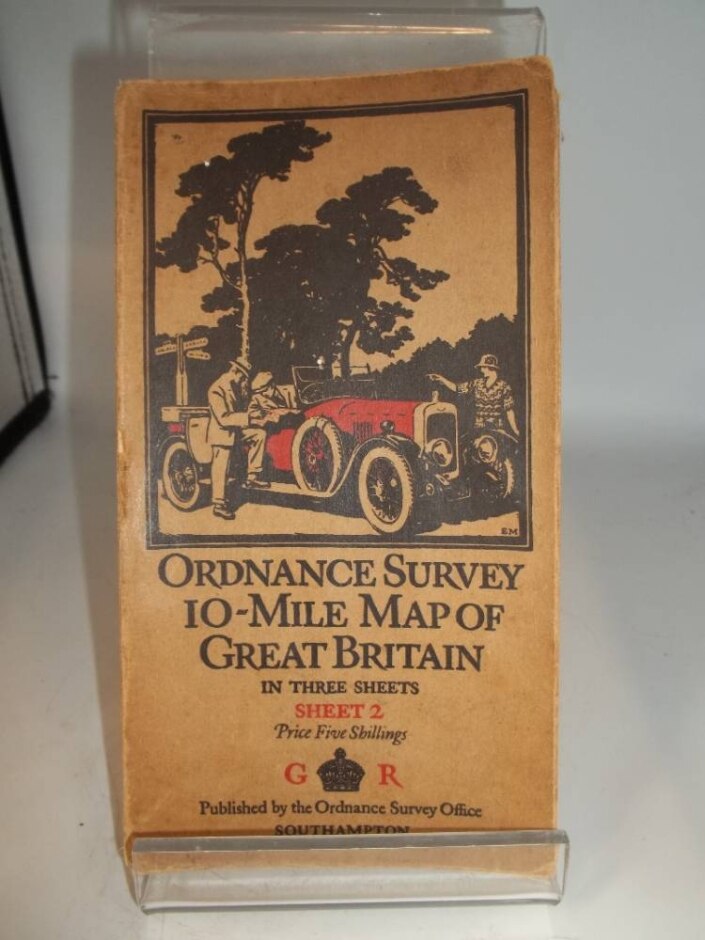 EM
ORDNANCE SURVEY
10-MILE MAP OF
GREAT BRITAIN
IN THREE SHEETS
SHEET 2
Price Five Shillings
G R
Published by the Ordnance Survey Office
SOUTHAMPTON